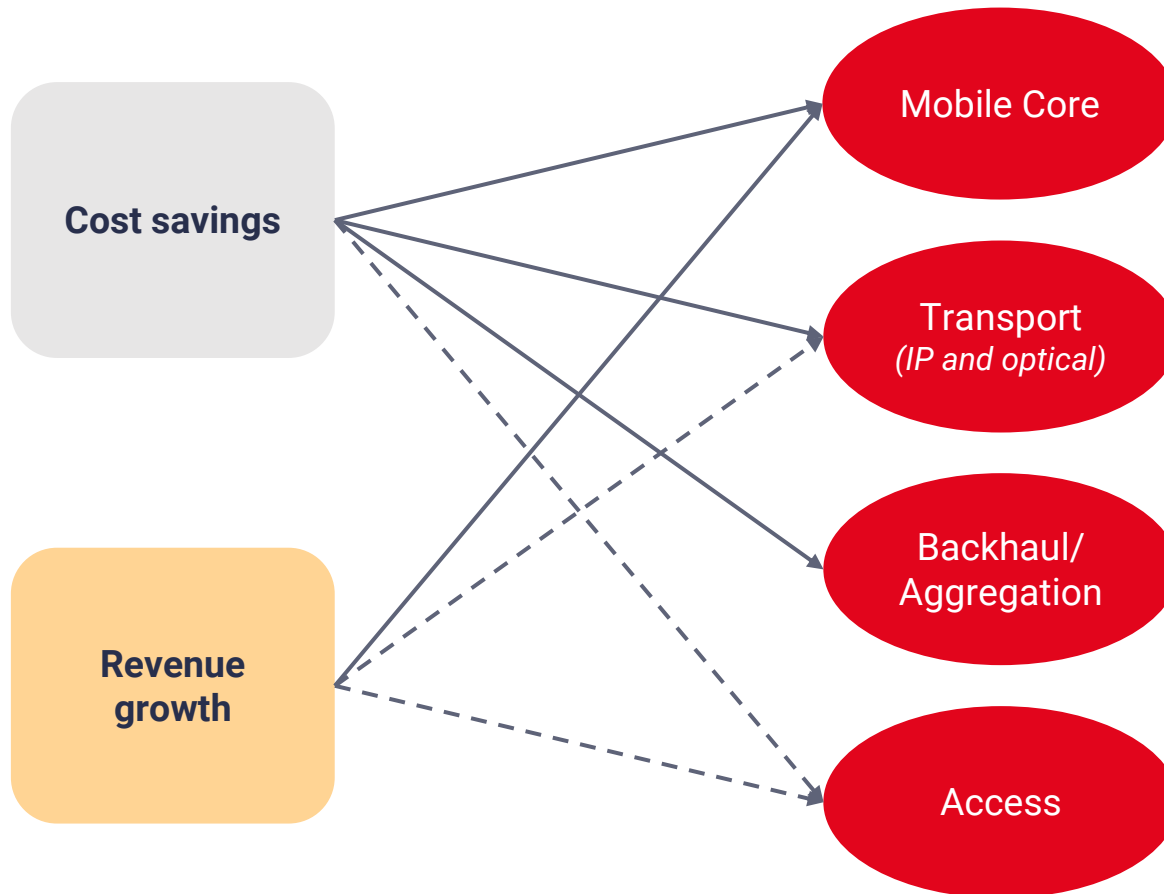 Mobile Core
Cost savings
Transport
(IP and optical)
Backhaul/
Aggregation
Revenue
growth
Access